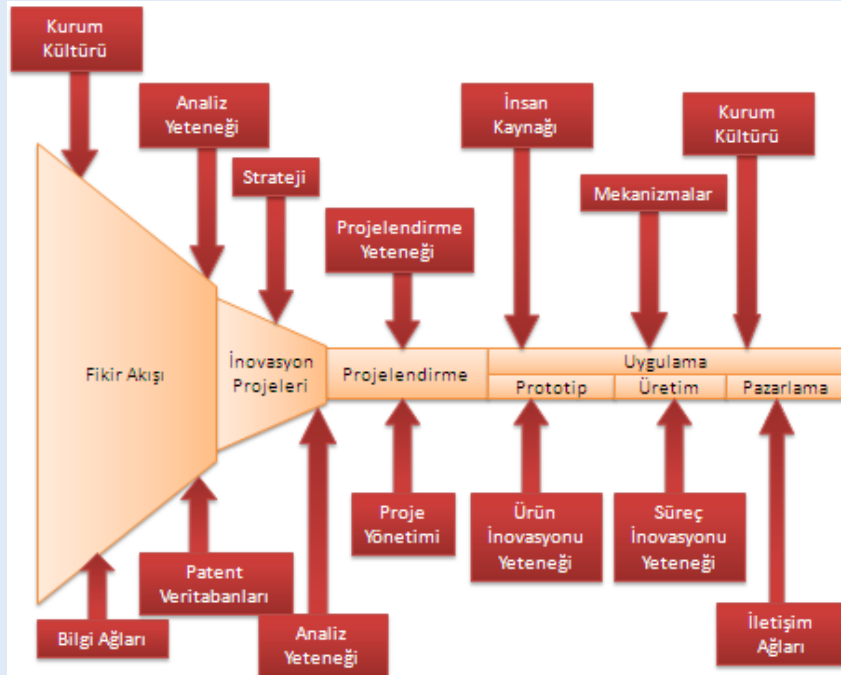 Kurum
Kültürü
Analiz
Yeteneği
Strateji
Projelendirme
Yeteneği
İnsan
Kaynağı
Mekanizmalar
Kurum
Kültürü
Fikir Akışı
İnovasyon
Projeleri
Projelendirme
Uygulama
Prototip
Üretim
Pazarlama
Bilgi Ağları
Patent
Veritabanları
Analiz
Yeteneği
Proje
Yönetimi
Ürün
İnovasyonu
Yeteneği
Süreç
İnovasyonu
Yeteneği
İletişim
Ağları